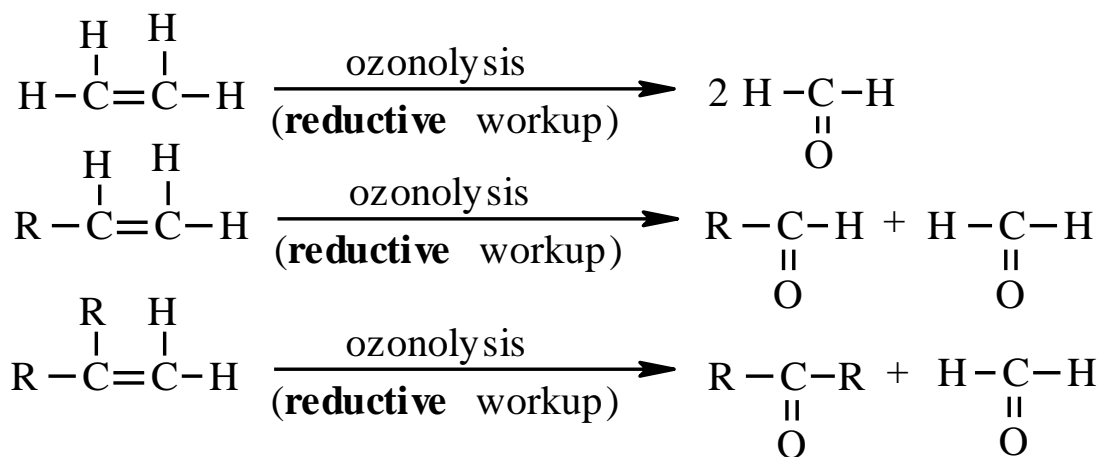 H H
H–C=C–H ozonolysis 2 H–C–H
(reductive workup) O
H H
R–C=C–H ozonolysis R–C–H + H–C–H
(reductive workup) O O
R H
R–C=C–H ozonolysis R–C–R + H–C–H
(reductive workup) O O